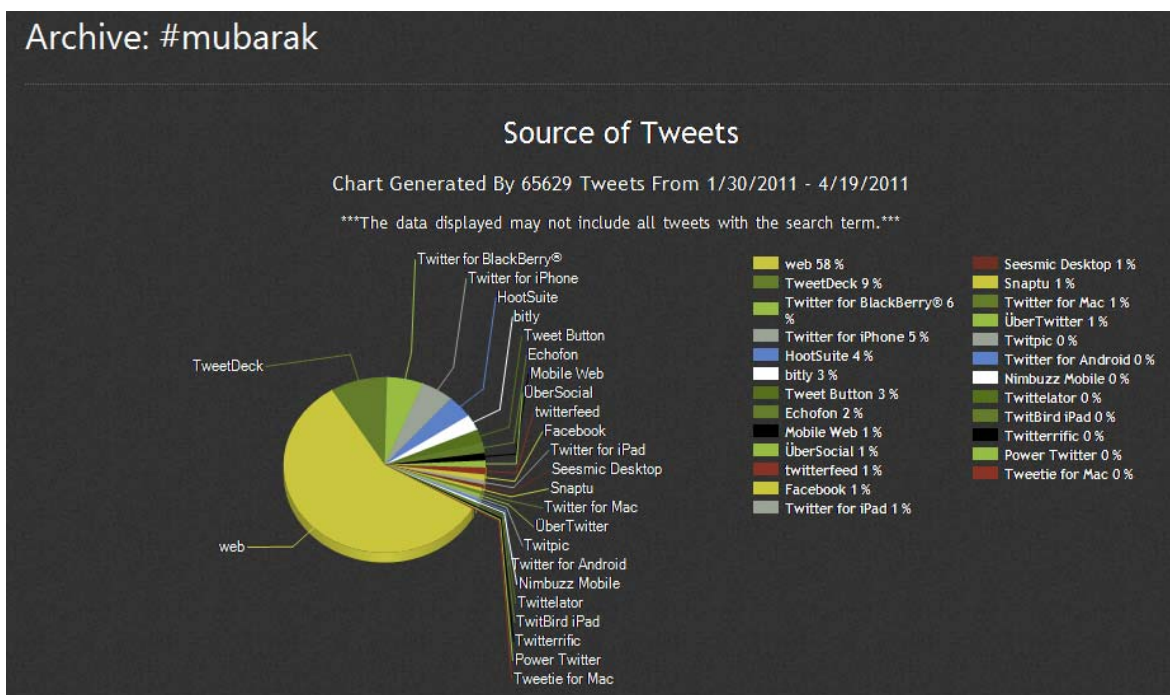 Archive: #mubarak
Source of Tweets
Chart Generated By 65629 Tweets From 1/30/2011 - 4/19/2011
***The data displayed may not include all tweets with the search term.***
Twitter for BlackBerry®
Twitter for iPhone
HootSuite
bitly
Tweet Button
Echofon
Mobile Web
ÜberSocial
twitterfeed
Facebook
Twitter for iPad
Seesmic Desktop
Snaptu
Twitter for Mac
ÜberTwitter
Twitpic
Twitter for Android
Nimbuzz Mobile
Twittelator
TwitBird iPad
Twitterrific
Power Twitter
Tweetie for Mac
TweetDeck
web
web 58 %
TweetDeck 9 %
Twitter for BlackBerry® 6
%
Twitter for iPhone 5 %
HootSuite 4 %
bitly 3 %
Tweet Button 3 %
Echofon 2 %
Mobile Web 1 %
ÜberSocial 1 %
twitterfeed 1 %
Facebook 1 %
Twitter for iPad 1 %
Seesmic Desktop 1 %
Snaptu 1 %
Twitter for Mac 1 %
ÜberTwitter 1 %
Twitpic 0 %
Twitter for Android 0 %
Nimbuzz Mobile 0 %
Twittelator 0 %
TwitBird iPad 0 %
Twitterrific 0 %
Power Twitter 0 %
Tweetie for Mac 0 %